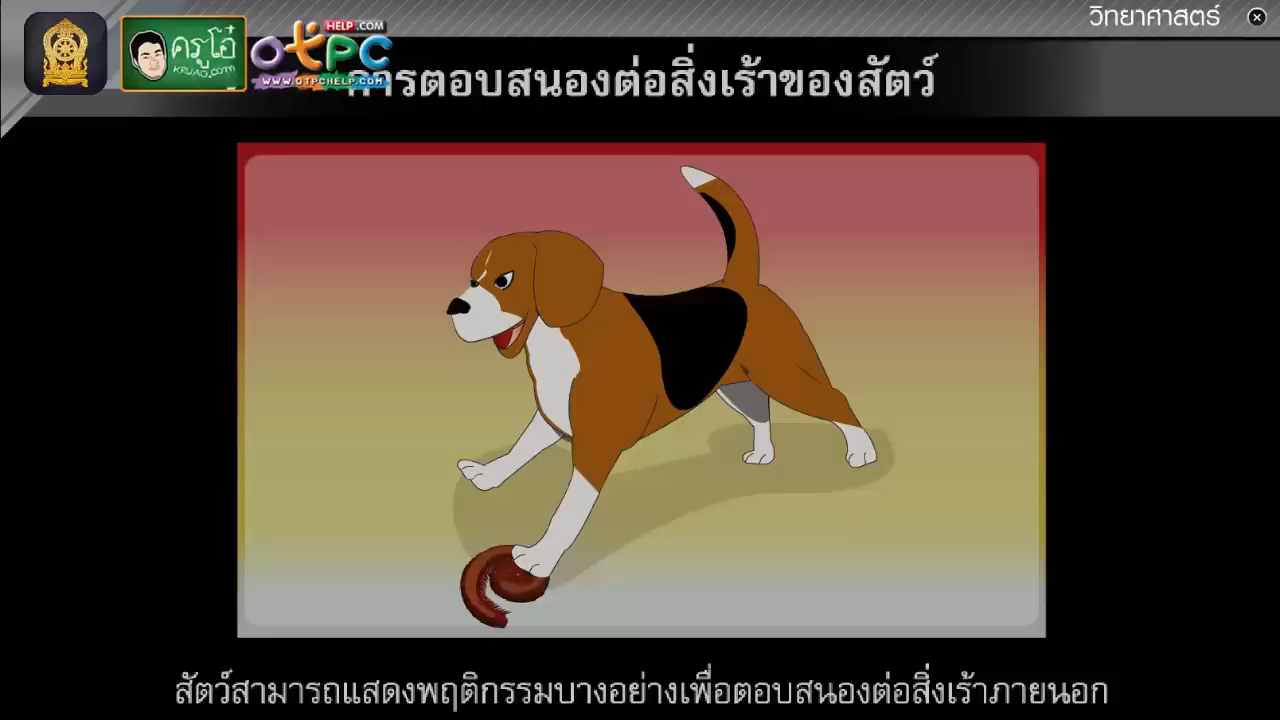 วิทยาศาสตร์
ครูโอ๋
KRUAO.com
OTPC
HELP.COM
WWW.OTPCHELP.COM
การตอบสนองต่อสิ่งเร้าของสัตว์
สัตว์สามารถแสดงพฤติกรรมบางอย่างเพื่อตอบสนองต่อสิ่งเร้าภายนอก